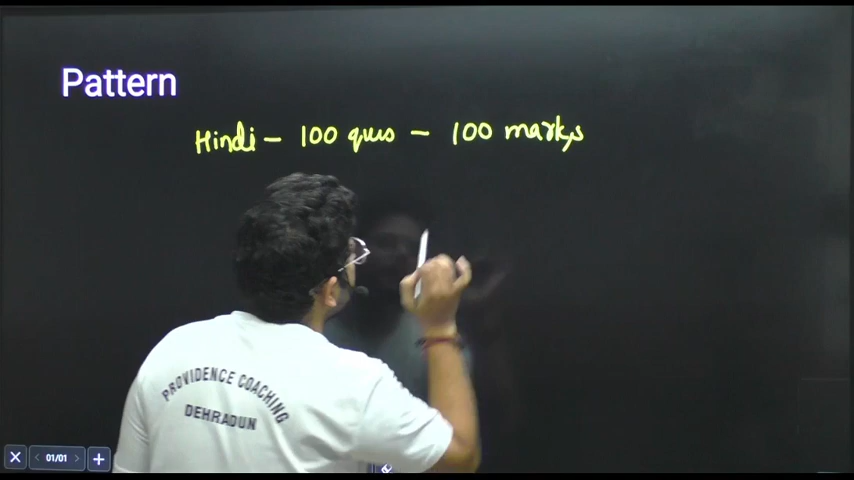 Pattern
Hindi - 100 ques - 100 marks
PROVIDENCE COACHING
DEHRADUN
01/01